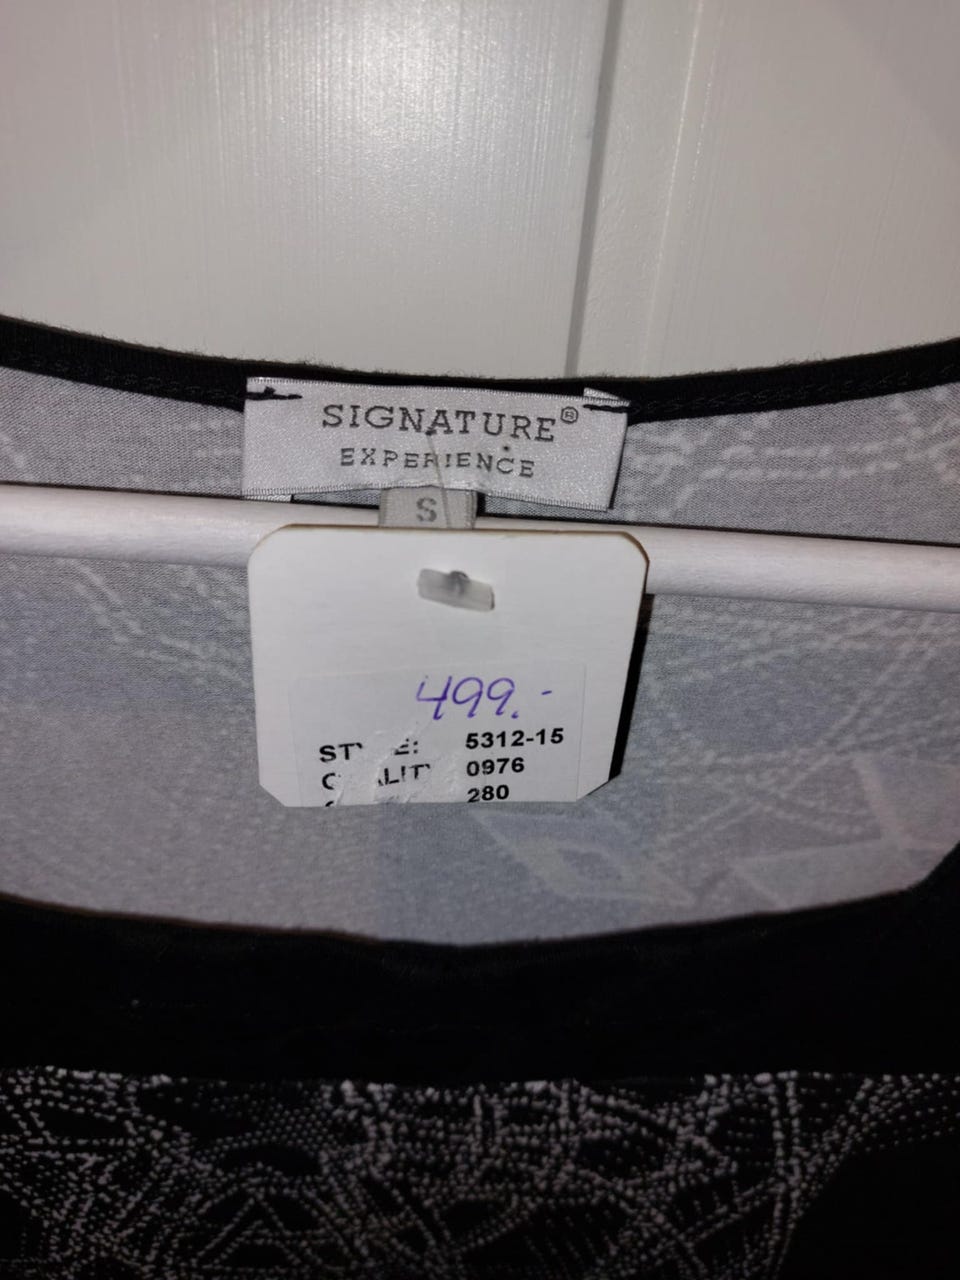 SIGNATURE®
EXPERIENCE
S
499.-
5312-15
0976
280